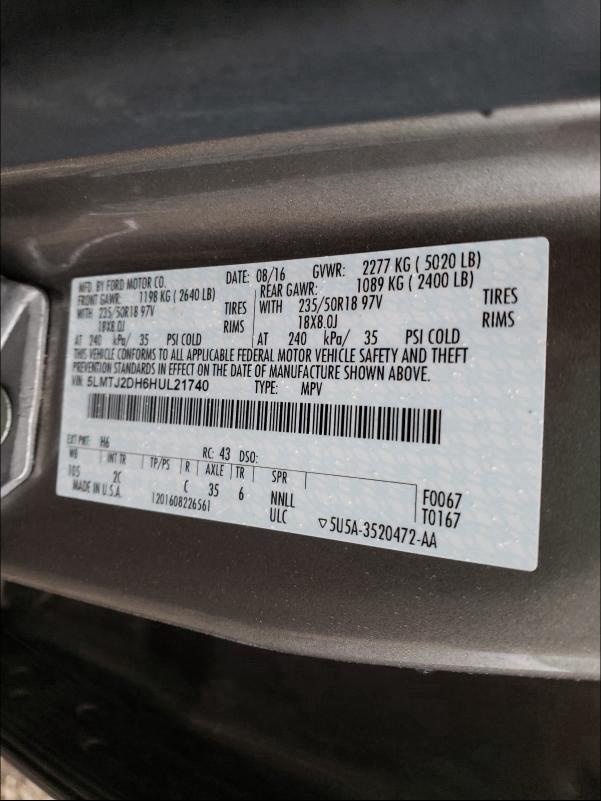 MFD. BY FORD MOTOR CO. DATE: 08/16 GVWR: 2277 KG ( 5020 LB)
FRONT GAWR: 1198 KG ( 2640 LB) REAR GAWR: 1089 KG ( 2400 LB)
WITH 235/50R18 97V TIRES WITH 235/50R18 97V TIRES
18X8.0J RIMS 18X8.0J RIMS
AT 240 kPa/ 35 PSI COLD AT 240 kPa/ 35 PSI COLD
THIS VEHICLE CONFORMS TO ALL APPLICABLE FEDERAL MOTOR VEHICLE SAFETY AND THEFT
PREVENTION STANDARDS IN EFFECT ON THE DATE OF MANUFACTURE SHOWN ABOVE.
VIN: 5LMTJ2DH6HUL21740 TYPE: MPV
EXT PNT: H6 RC: 43 DSO:
WB INT TR TP/PS R AXLE TR SPR
105 2C C 35 6 NNLL F0067
MADE IN U.S.A. 1201608226561 ULC T0167
▽5U5A-3520472-AA